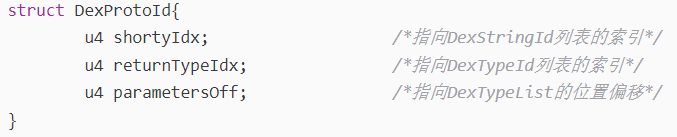 struct DexProtoId{
u4 shortyIdx; /*指向DexStringId列表的索引*/
u4 returnTypeIdx; /*指向DexTypeId列表的索引*/
u4 parametersOff; /*指向DexTypeList的位置偏移*/
}